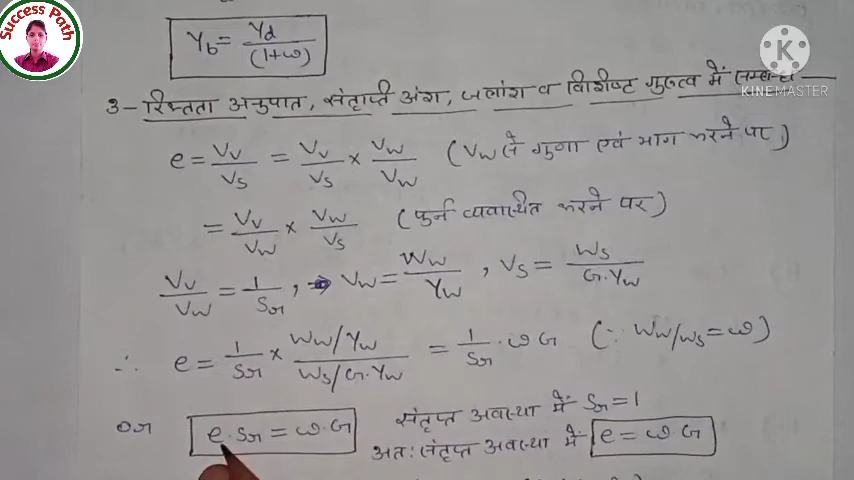 Success Path
γb = γd / (1+ω)
KINEMASTER
3- रिक्तता अनुपात, संतृप्ति अंश, जलांश व विशिष्ट गुरुत्व में सम्बन्ध —
e = Vv/Vs = Vv/Vs × Vw/Vw (Vw से गुणा एवं भाग करने पर)
= Vv/Vw × Vw/Vs (पुर्न व्यवस्थित करने पर)
Vv/Vw = 1/Sr, → Vw = Ww/γw, Vs = Ws/G.γw
∴ e = 1/Sr × (Ww/γw)/(Ws/G.γw) = 1/Sr . ωG (∵ Ww/Ws = ω)
or e.Sr = ω.G संतृप्त अवस्था में Sr = 1
अतः संतृप्त अवस्था में e = ω.G